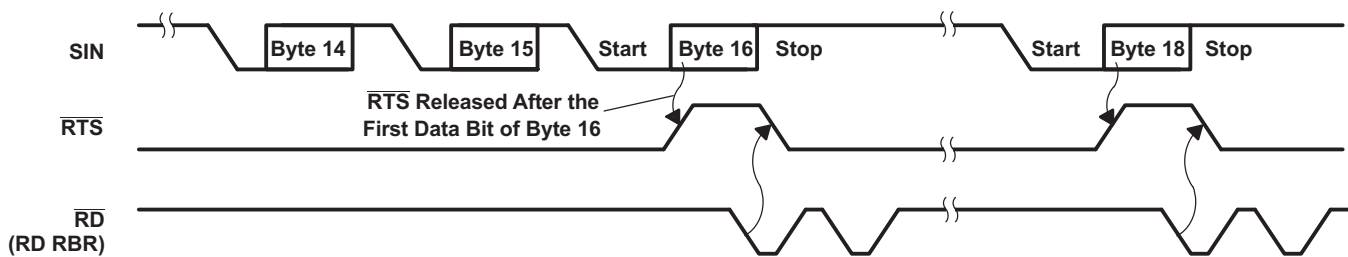 SIN
Byte 14
Byte 15
Start
Byte 16
Stop
Start
Byte 18
Stop
RTS Released After the
First Data Bit of Byte 16
RTS
RD
(RD RBR)